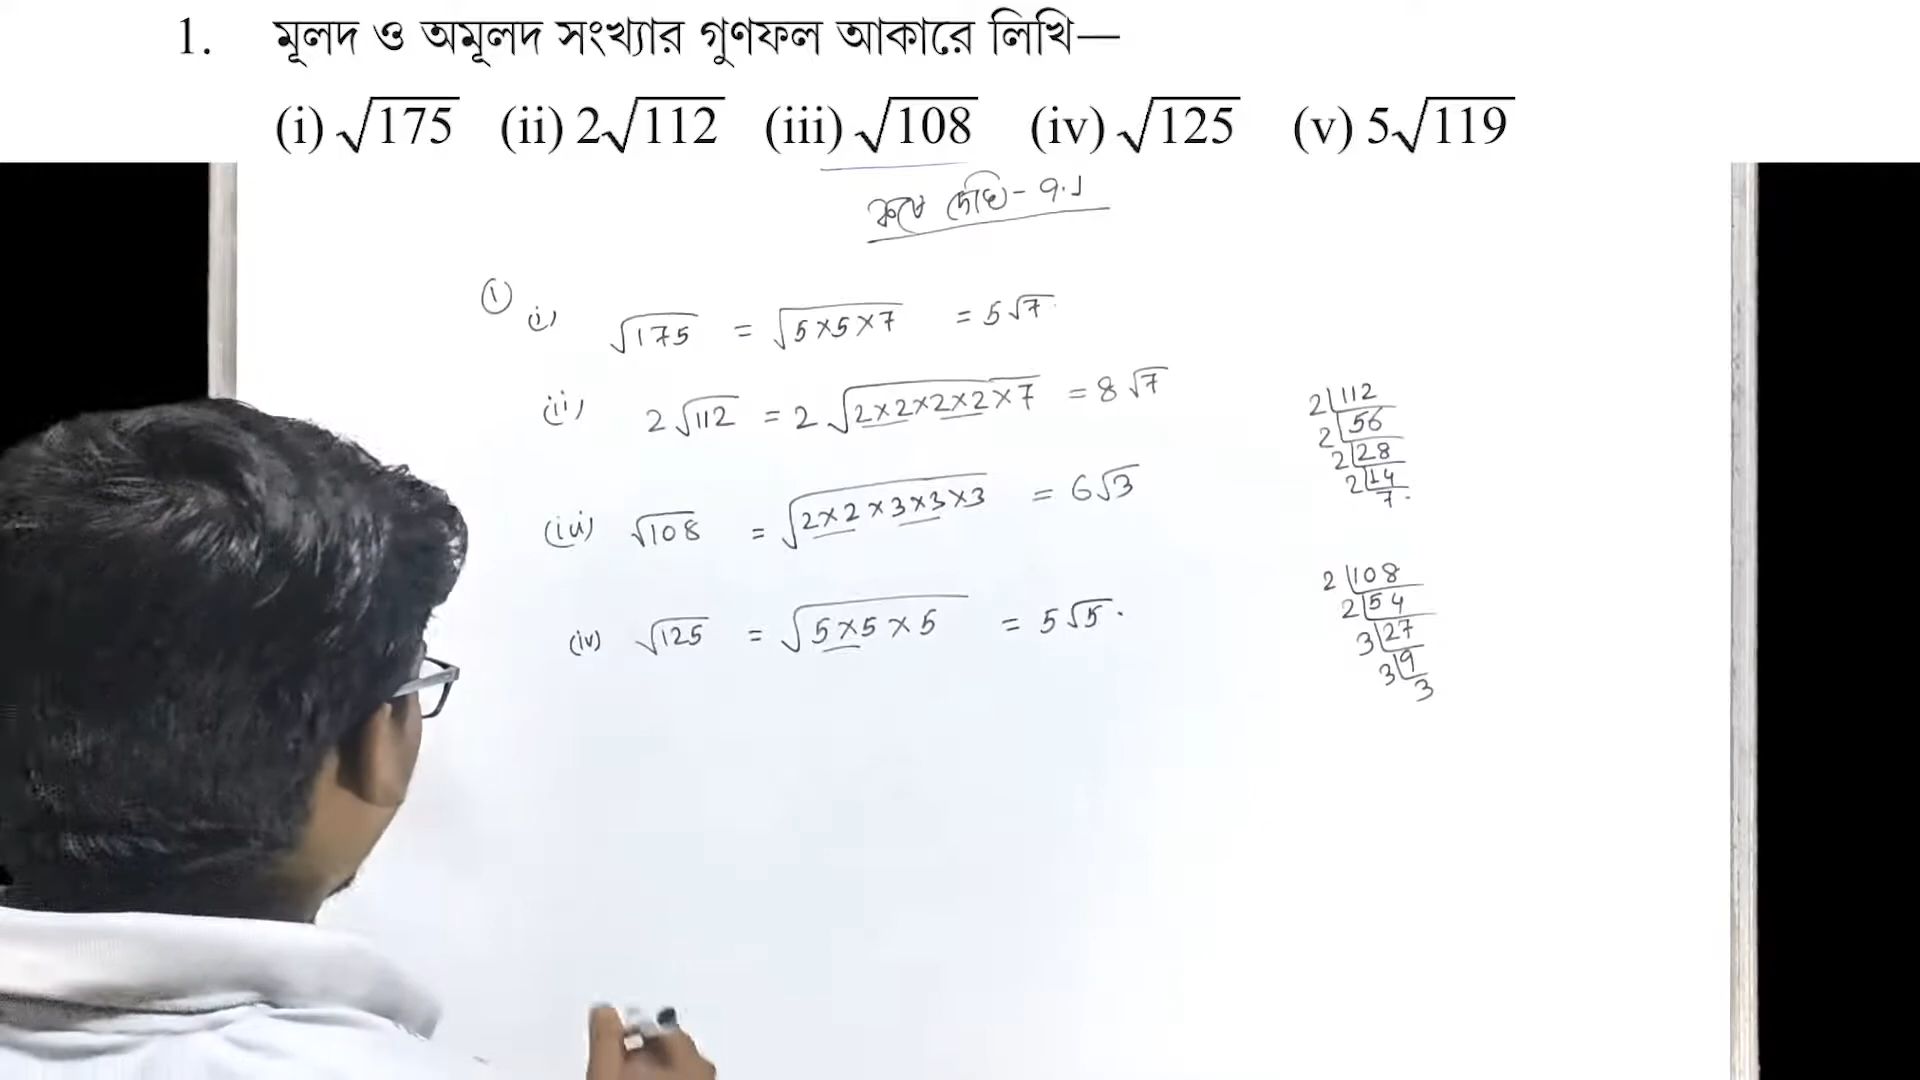 1. মূলদ ও অমূলদ সংখ্যার গুণফল আকারে লিখি—
(i) √175 (ii) 2√112 (iii) √108 (iv) √125 (v) 5√119
কষে দেখি - ৯.১
① (i) √175 = √5×5×7 = 5√7
(ii) 2√112 = 2√2×2×2×2×7 = 8√7
(iii) √108 = √2×2×3×3×3 = 6√3
(iv) √125 = √5×5×5 = 5√5.
2 112
2 56
2 28
2 14
7.
2 108
2 54
3 27
3 9
3